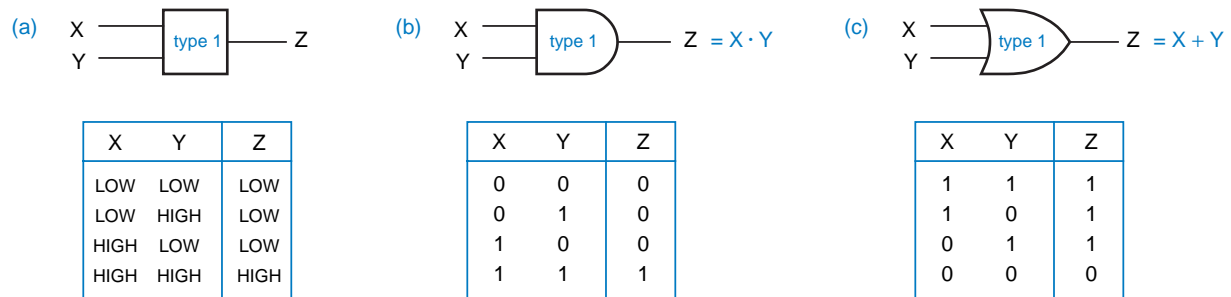 (a) X Y type 1 Z
X Y Z
LOW LOW LOW
LOW HIGH LOW
HIGH LOW LOW
HIGH HIGH HIGH
(b) X Y type 1 Z = X · Y
X Y Z
0 0 0
0 1 0
1 0 0
1 1 1
(c) X Y type 1 Z = X + Y
X Y Z
1 1 1
1 0 1
0 1 1
0 0 0